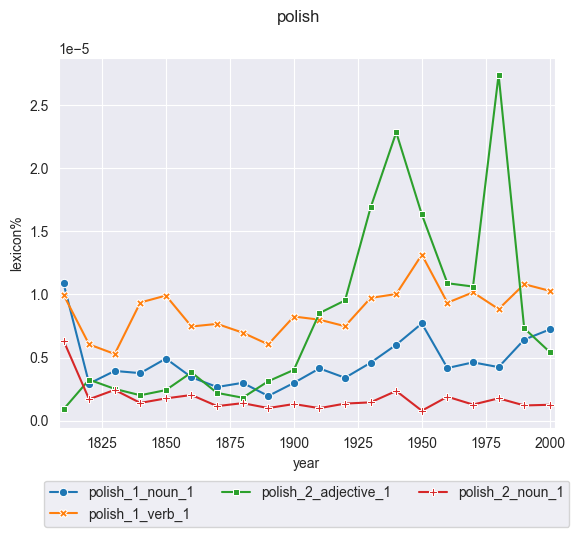 polish
1e−5
2.5
2.0
1.5
1.0
0.5
0.0
lexicon%
1825 1850 1875 1900 1925 1950 1975 2000
year
polish_1_noun_1 polish_2_adjective_1 polish_2_noun_1
polish_1_verb_1